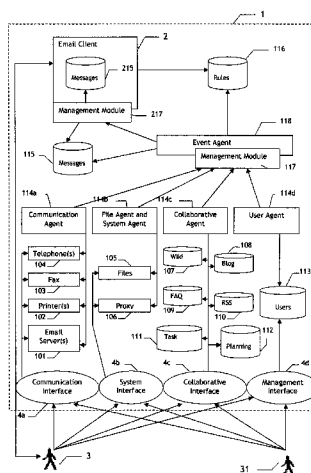 1
Email Client
2
Messages
215
Management Module
217
Rules
116
Event Agent
118
Management Module
117
115
Messages
114a
114b
114c
114d
Communication Agent
File Agent and System Agent
Collaborative Agent
User Agent
Telephone(s)
104
Fax
103
Printer(s)
102
Email Server(s)
101
105
Files
Proxy
106
Wiki
107
108
Blog
FAQ
109
RSS
110
111
Task
112
Planning
113
Users
Communication Interface
4a
System Interface
4b
Collaborative Interface
4c
Management Interface
4d
3
31